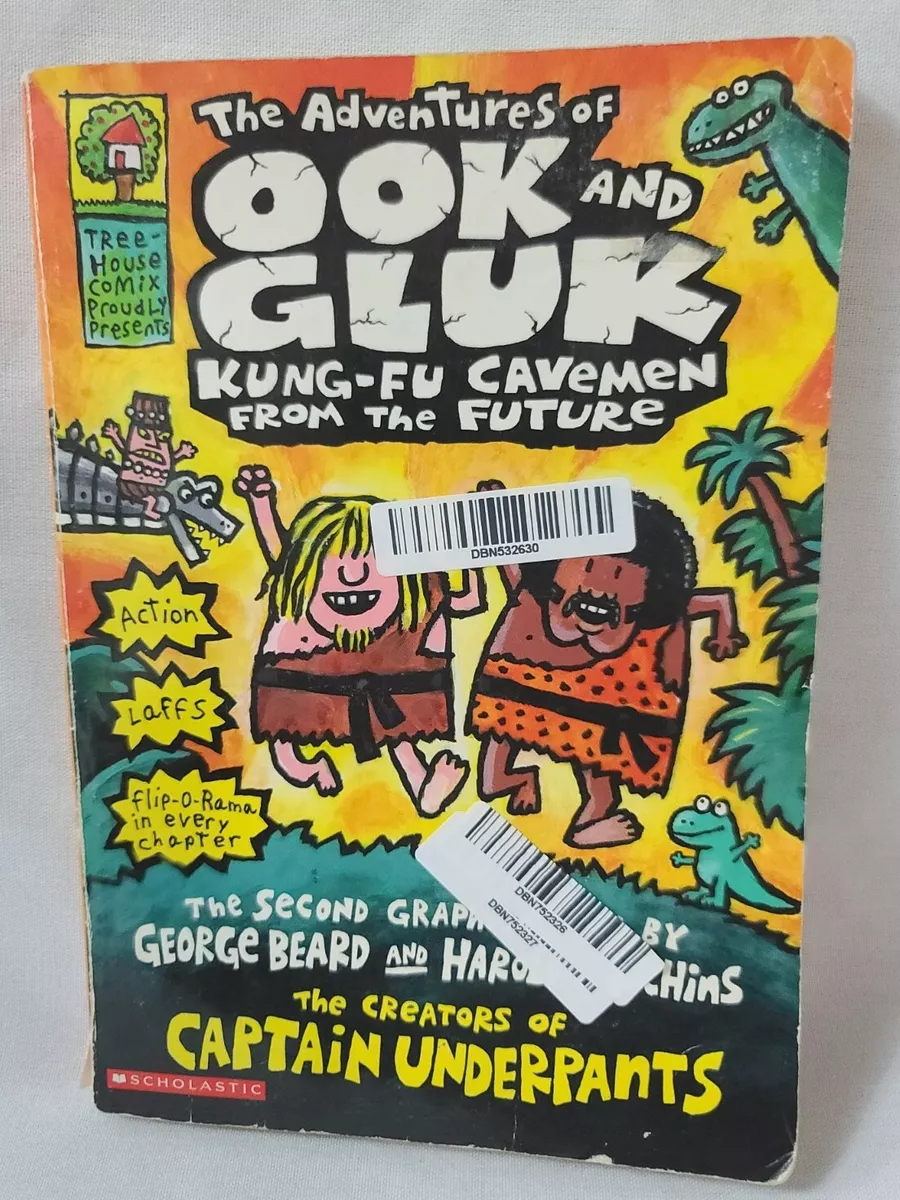 The Adventures of
OOK AND
GLUK
KUNG-FU CAVEMEN
FROM THE FUTURE
TREE-
HOUSE
COMIX
PROUDLY
PRESENTS
DBN532630
ACTION
LAFFS
FLIP-O-RAMA
IN EVERY
CHAPTER
DBN752326
DBN752327
THE SECOND GRAP BY
GEORGE BEARD AND HARO CHINS
THE CREATORS OF
CAPTAIN UNDERPANTS
SCHOLASTIC